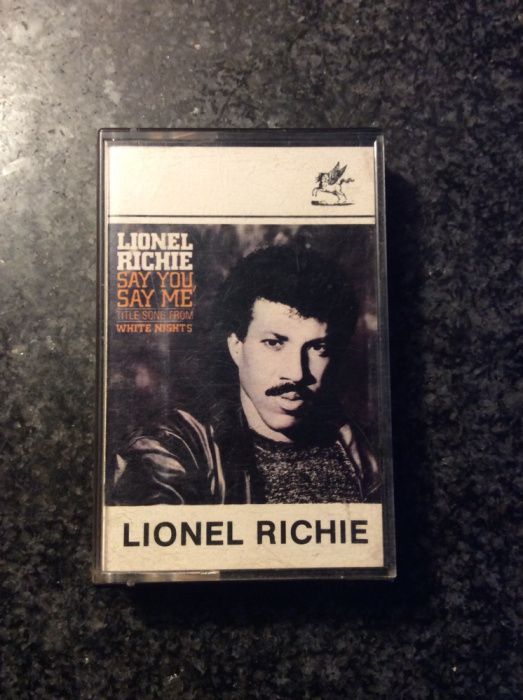 LIONEL
RICHIE
SAY YOU,
SAY ME
TITLE SONG FROM
WHITE NIGHTS
LIONEL RICHIE